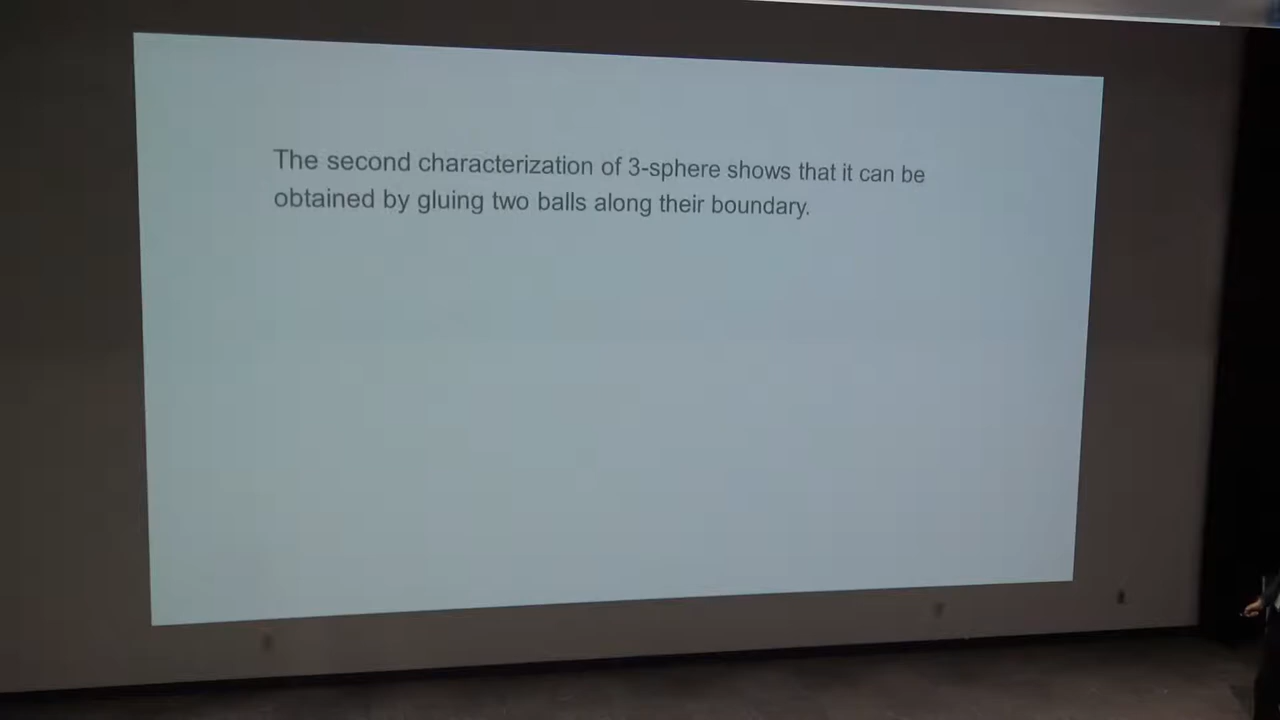 The second characterization of 3-sphere shows that it can be
obtained by gluing two balls along their boundary.